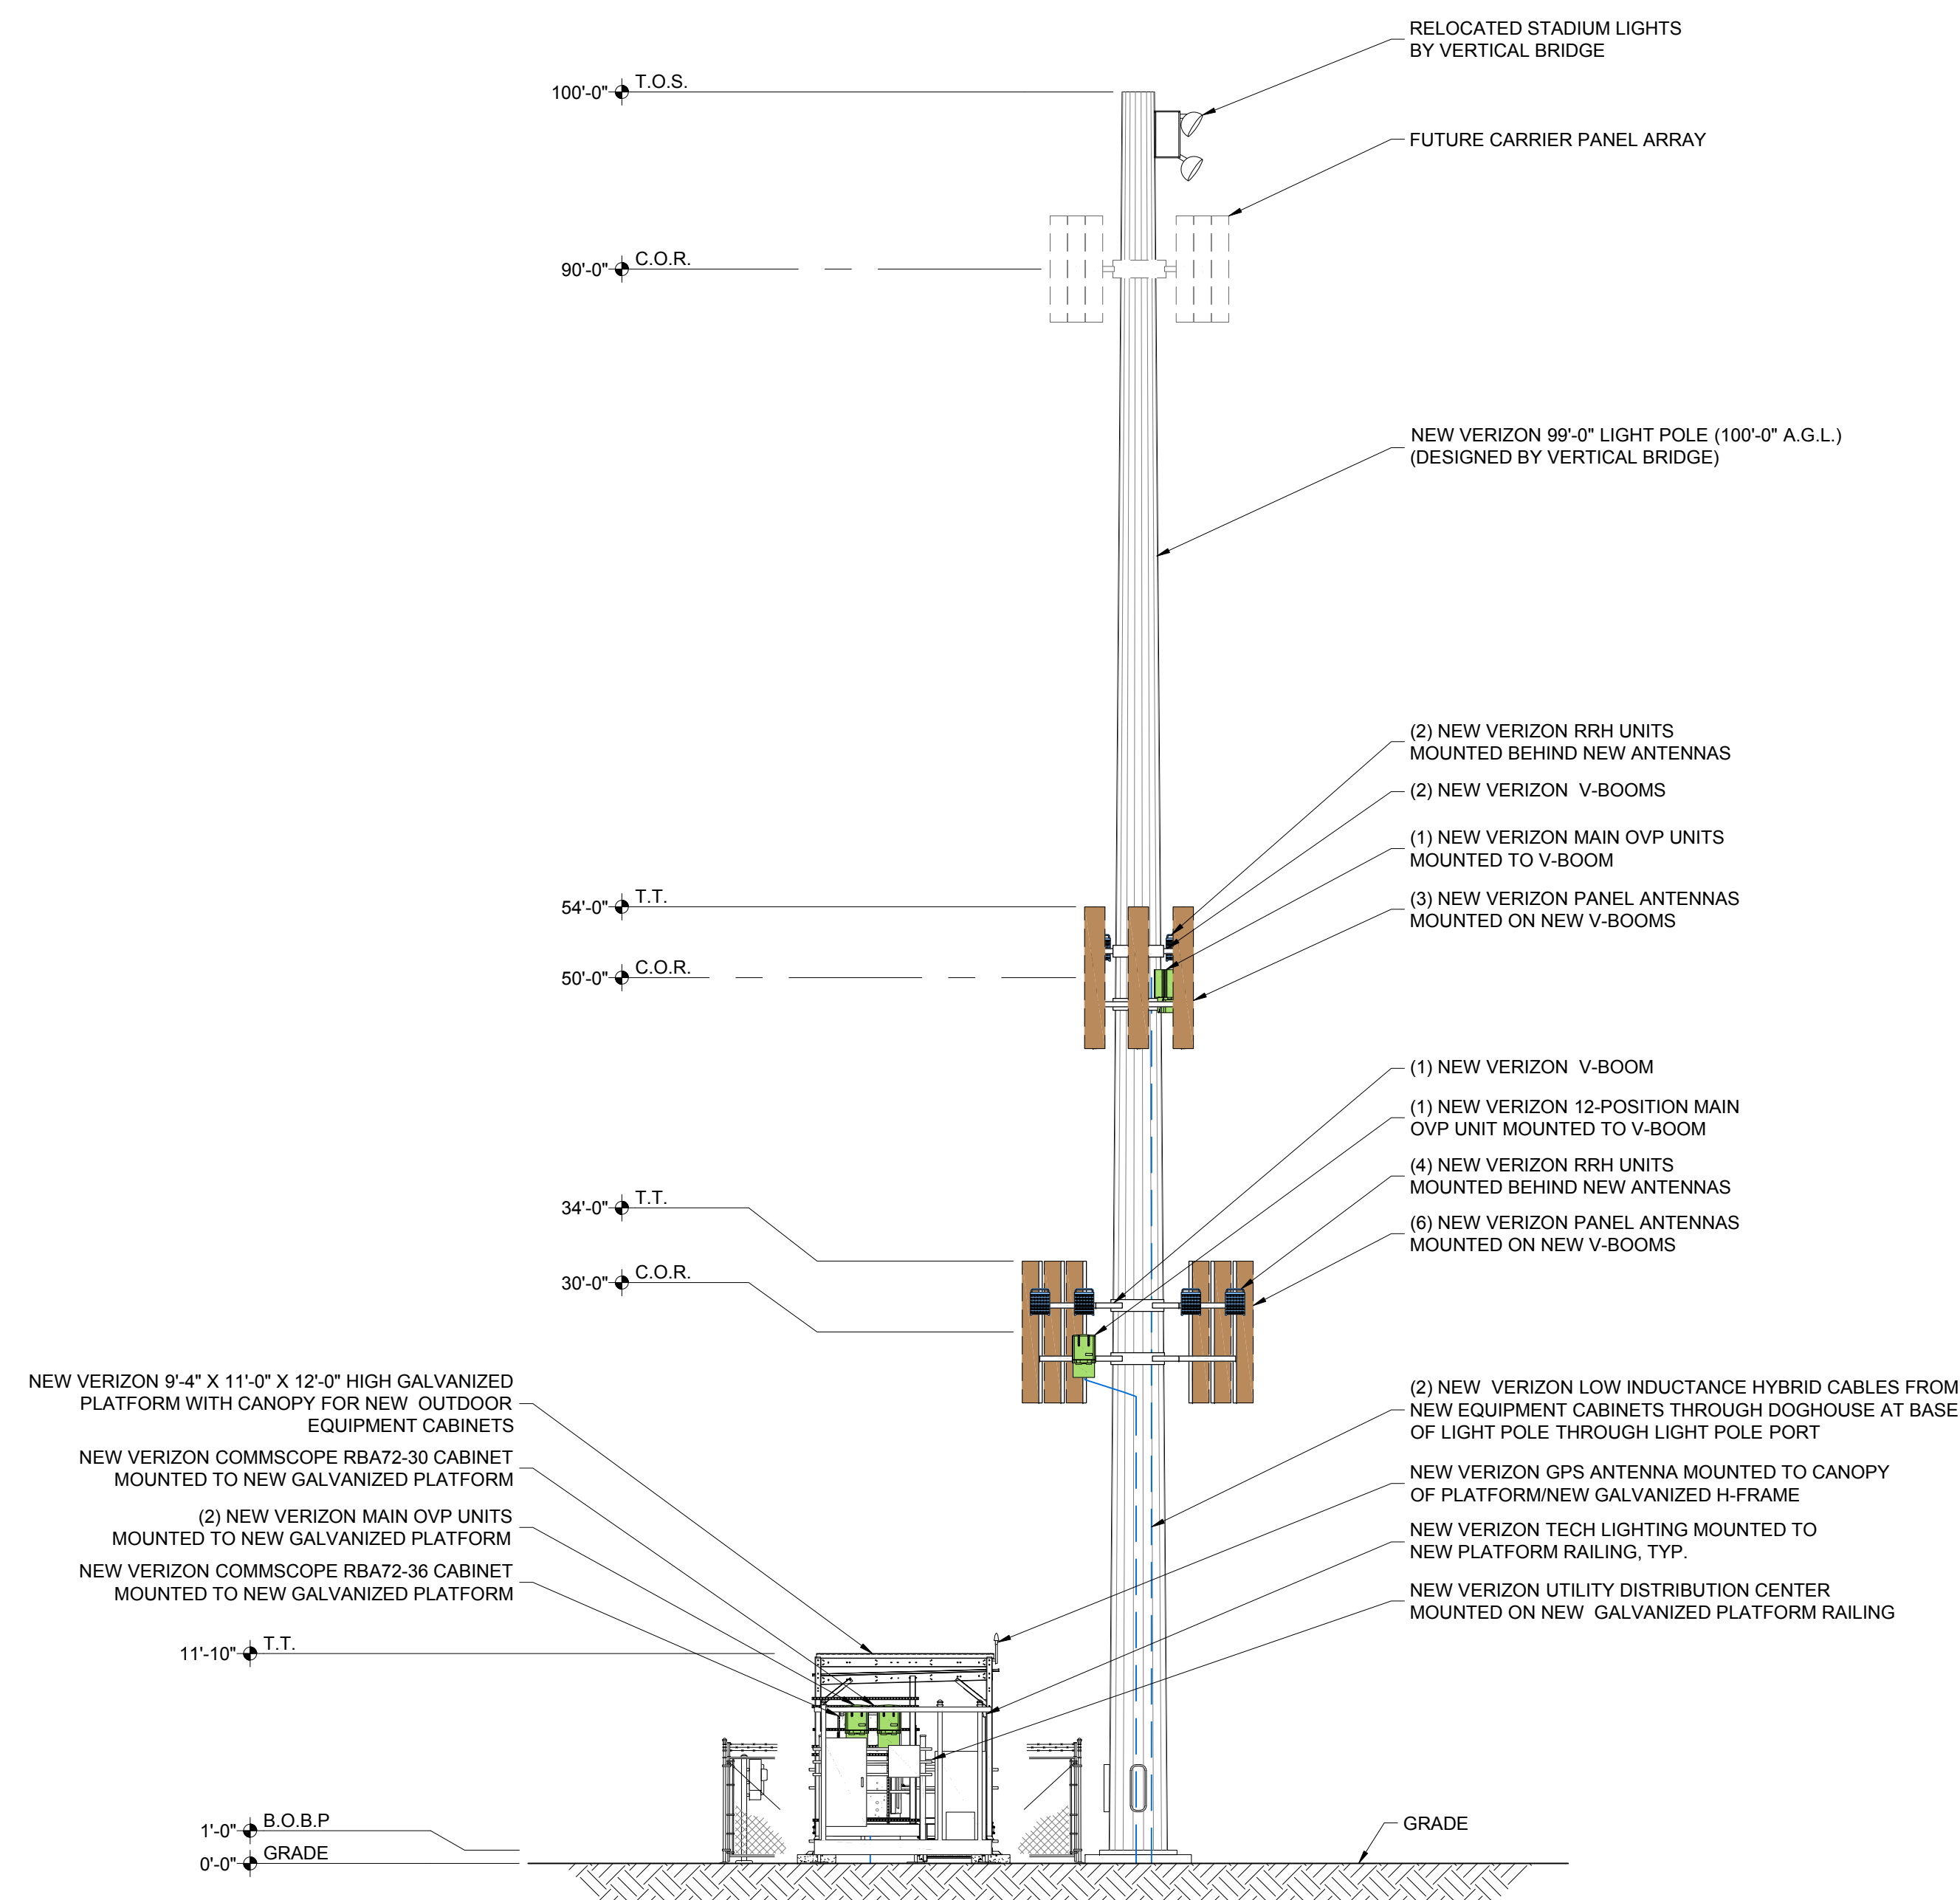 RELOCATED STADIUM LIGHTS
BY VERTICAL BRIDGE
100'-0" T.O.S.
FUTURE CARRIER PANEL ARRAY
90'-0" C.O.R.
NEW VERIZON 99'-0" LIGHT POLE (100'-0" A.G.L.)
(DESIGNED BY VERTICAL BRIDGE)
(2) NEW VERIZON RRH UNITS
MOUNTED BEHIND NEW ANTENNAS
(2) NEW VERIZON V-BOOMS
(1) NEW VERIZON MAIN OVP UNITS
MOUNTED TO V-BOOM
(3) NEW VERIZON PANEL ANTENNAS
MOUNTED ON NEW V-BOOMS
54'-0" T.T.
50'-0" C.O.R.
(1) NEW VERIZON V-BOOM
(1) NEW VERIZON 12-POSITION MAIN
OVP UNIT MOUNTED TO V-BOOM
(4) NEW VERIZON RRH UNITS
MOUNTED BEHIND NEW ANTENNAS
(6) NEW VERIZON PANEL ANTENNAS
MOUNTED ON NEW V-BOOMS
34'-0" T.T.
30'-0" C.O.R.
NEW VERIZON 9'-4" X 11'-0" X 12'-0" HIGH GALVANIZED
PLATFORM WITH CANOPY FOR NEW OUTDOOR
EQUIPMENT CABINETS
NEW VERIZON COMMSCOPE RBA72-30 CABINET
MOUNTED TO NEW GALVANIZED PLATFORM
(2) NEW VERIZON MAIN OVP UNITS
MOUNTED TO NEW GALVANIZED PLATFORM
NEW VERIZON COMMSCOPE RBA72-36 CABINET
MOUNTED TO NEW GALVANIZED PLATFORM
(2) NEW VERIZON LOW INDUCTANCE HYBRID CABLES FROM
NEW EQUIPMENT CABINETS THROUGH DOGHOUSE AT BASE
OF LIGHT POLE THROUGH LIGHT POLE PORT
NEW VERIZON GPS ANTENNA MOUNTED TO CANOPY
OF PLATFORM/NEW GALVANIZED H-FRAME
NEW VERIZON TECH LIGHTING MOUNTED TO
NEW PLATFORM RAILING, TYP.
NEW VERIZON UTILITY DISTRIBUTION CENTER
MOUNTED ON NEW GALVANIZED PLATFORM RAILING
11'-10" T.T.
1'-0" B.O.B.P
0'-0" GRADE
GRADE